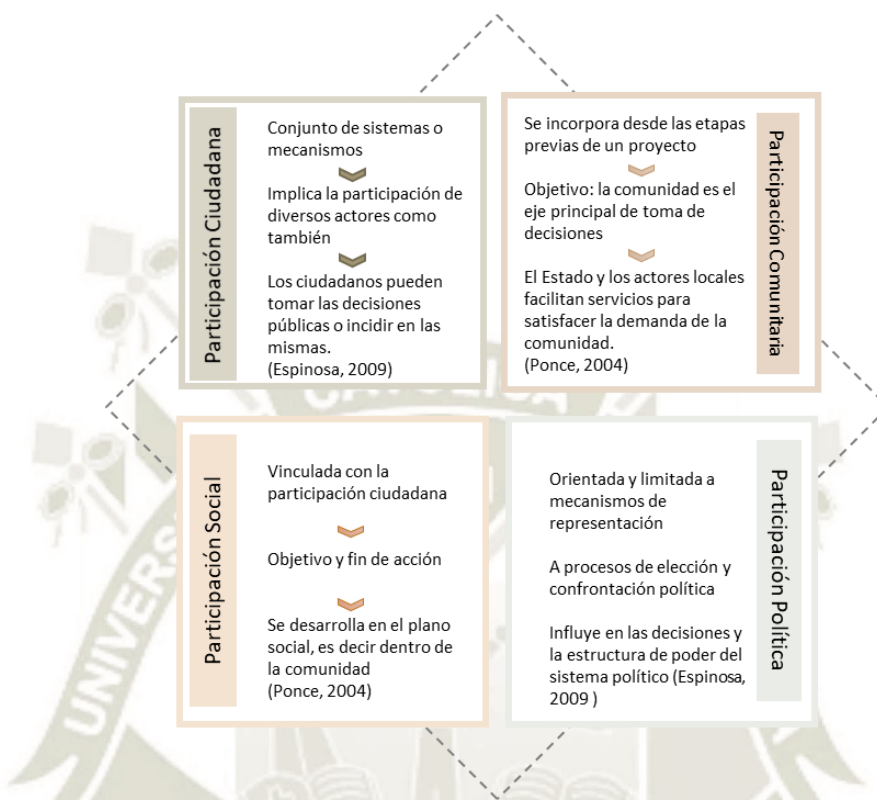 Participación Ciudadana
Conjunto de sistemas o
mecanismos
Implica la participación de
diversos actores como
también
Los ciudadanos pueden
tomar las decisiones
públicas o incidir en las
mismas.
(Espinosa, 2009)
Se incorpora desde las etapas
previas de un proyecto
Objetivo: la comunidad es el
eje principal de toma de
decisiones
El Estado y los actores locales
facilitan servicios para
satisfacer la demanda de la
comunidad.
(Ponce, 2004)
Participación Comunitaria
Participación Social
Vinculada con la
participación ciudadana
Objetivo y fin de acción
Se desarrolla en el plano
social, es decir dentro de
la comunidad
(Ponce, 2004)
Orientada y limitada a
mecanismos de
representación
A procesos de elección y
confrontación política
Influye en las decisiones y
la estructura de poder del
sistema político (Espinosa,
2009 )
Participación Política